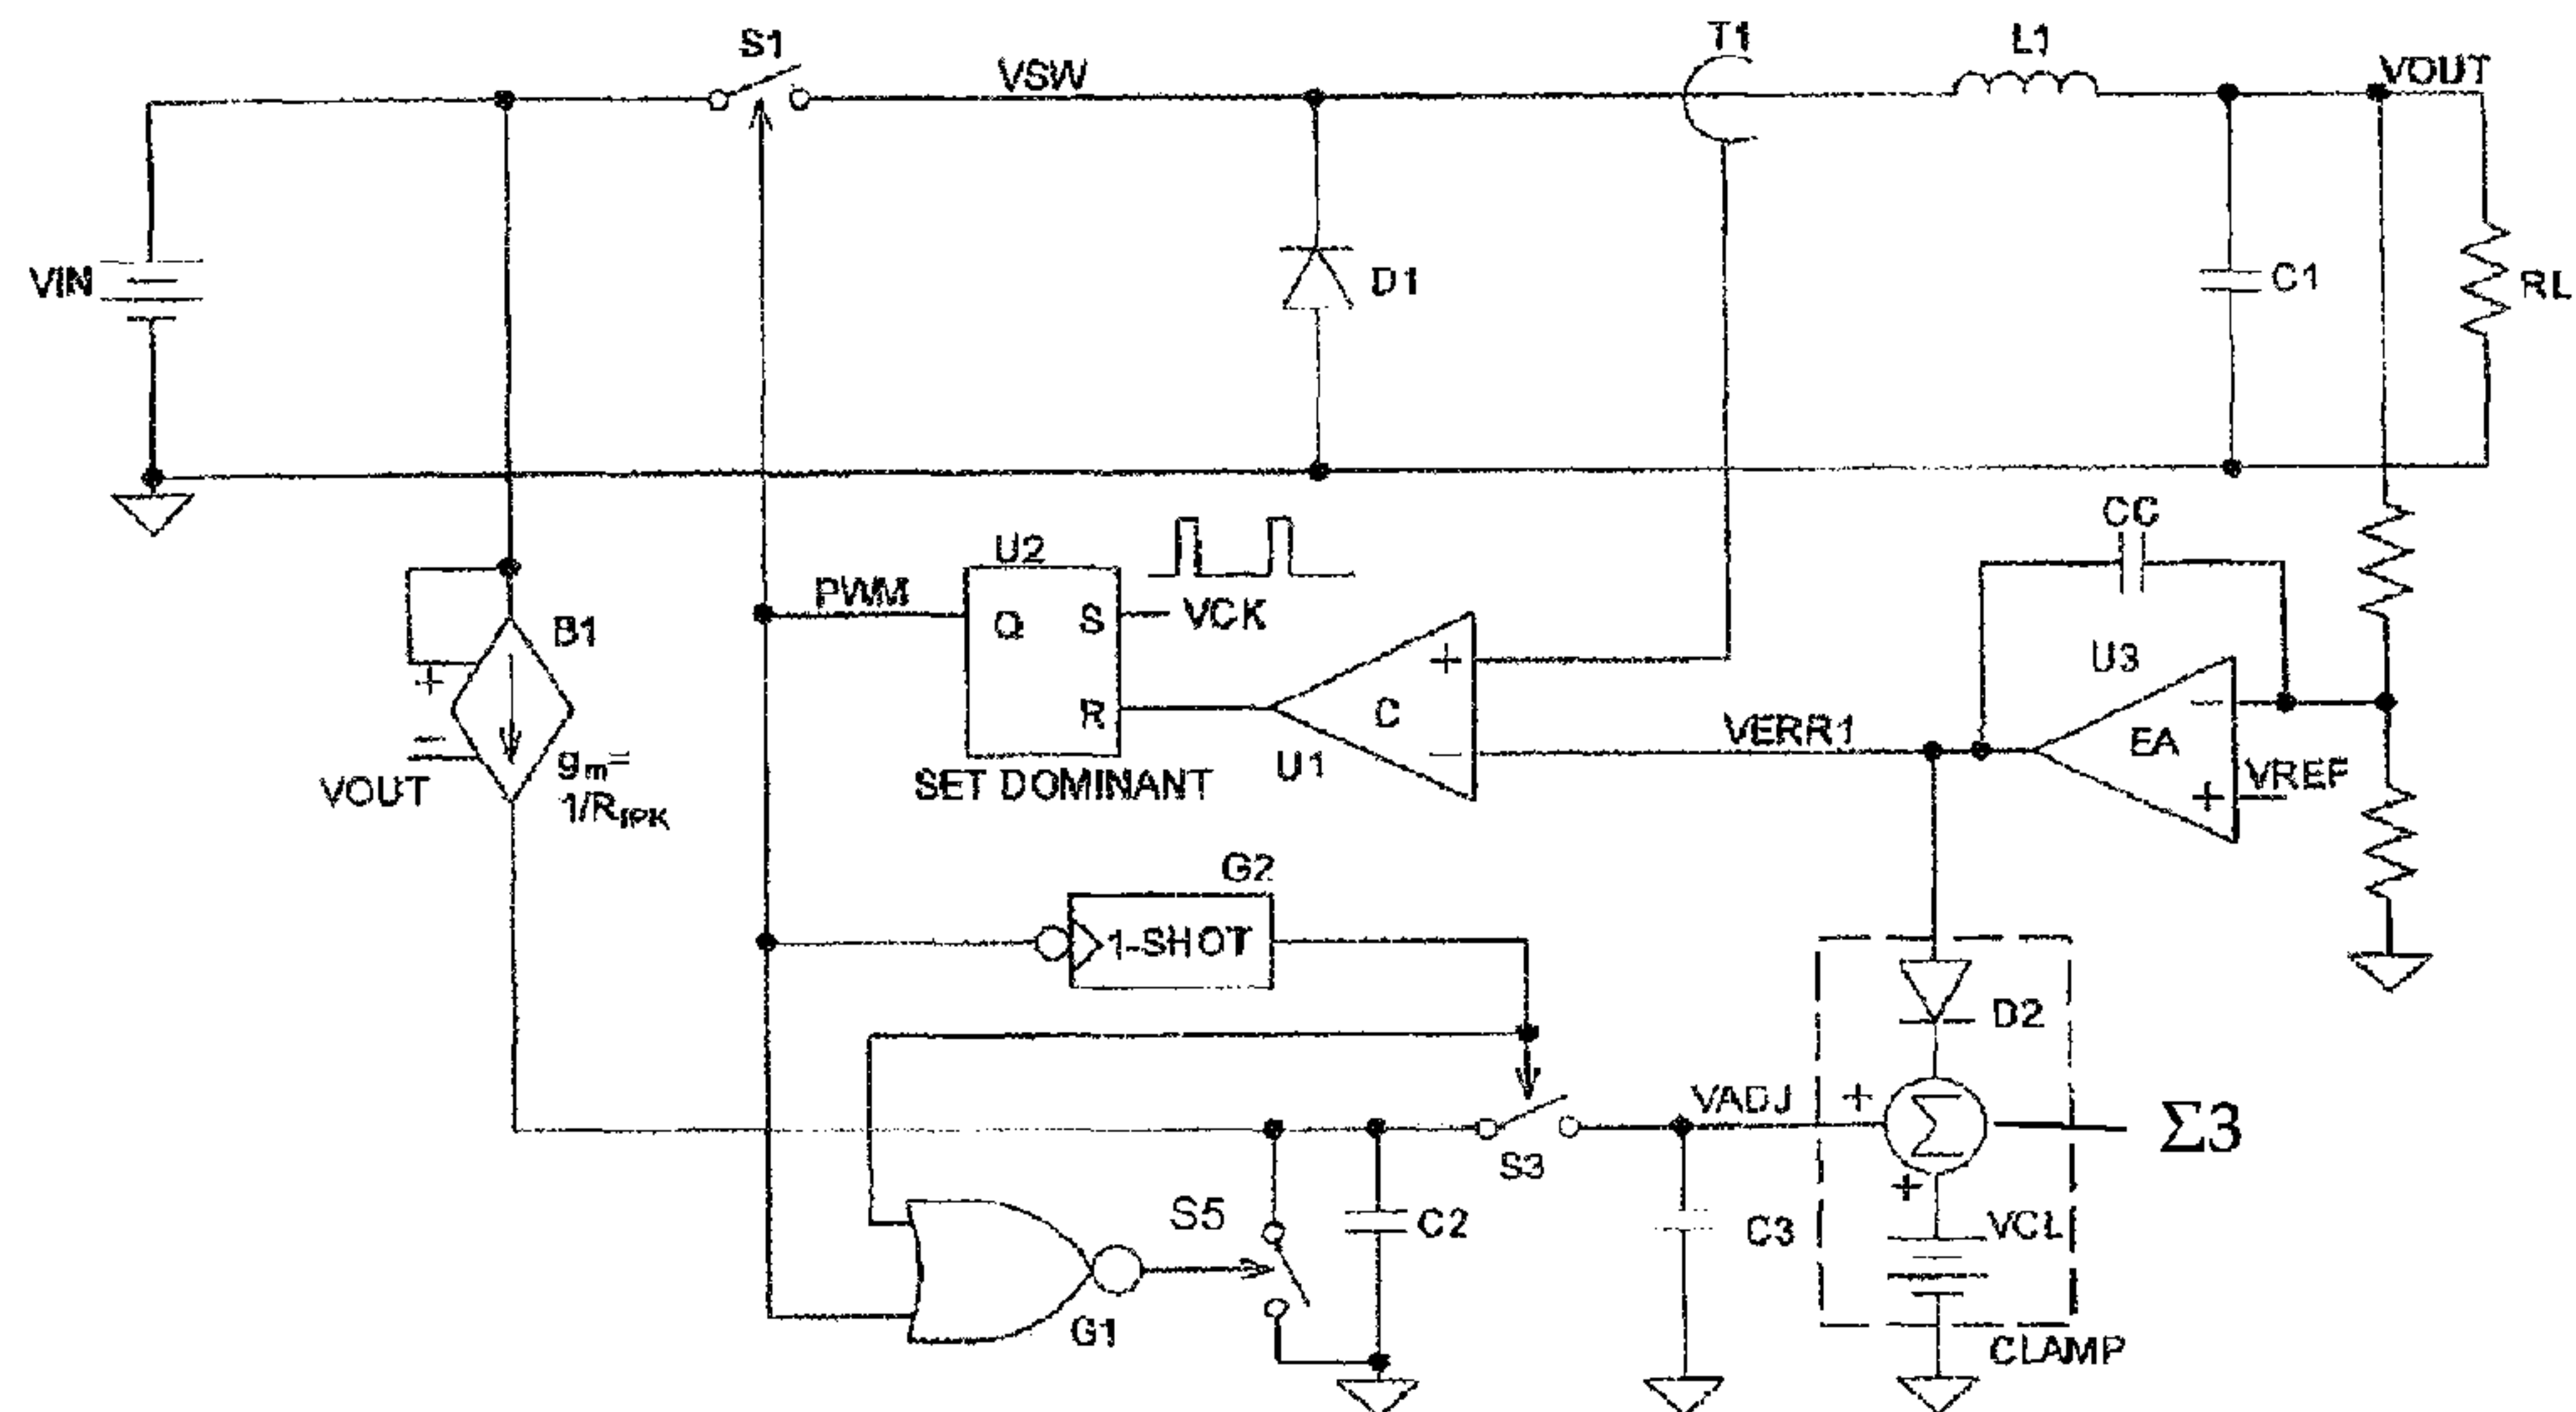 S1
VSW
T1
L1
VOUT
VIN
D1
C1
RL
CC
U2
PWM
Q
S
VCK
R
SET DOMINANT
B1
+
−
VOUT
gm=
1/RIPK
+
C
−
U1
VERR1
U3
−
EA
+
VREF
G2
1-SHOT
D2
VADJ
+
Σ
Σ3
S3
S5
C2
C3
+
VCL
G1
CLAMP